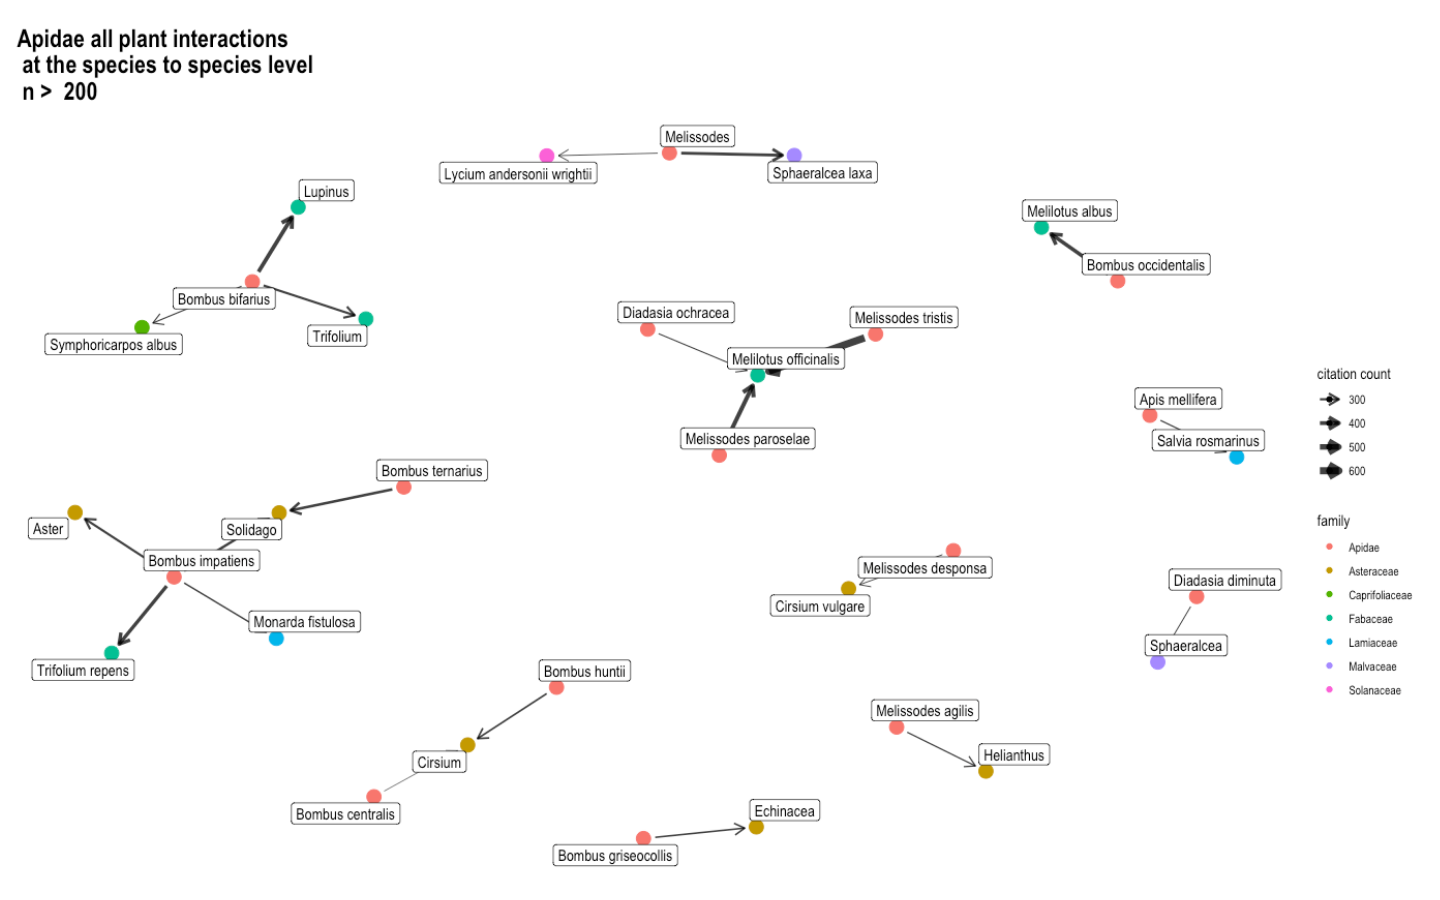 Apidae all plant interactions
at the species to species level
n > 200
Melissodes
Lycium andersonii wrightii
Sphaeralcea laxa
Lupinus
Melilotus albus
Bombus occidentalis
Bombus bifarius
Diadasia ochracea
Melissodes tristis
Symphoricarpos albus
Trifolium
Melilotus officinalis
citation count
300
400
500
600
Apis mellifera
Salvia rosmarinus
Melissodes paroselae
Bombus ternarius
Aster
Solidago
Bombus impatiens
family
Apidae
Asteraceae
Caprifoliaceae
Fabaceae
Lamiaceae
Malvaceae
Solanaceae
Melissodes desponsa
Cirsium vulgare
Diadasia diminuta
Monarda fistulosa
Sphaeralcea
Trifolium repens
Bombus huntii
Melissodes agilis
Helianthus
Cirsium
Bombus centralis
Echinacea
Bombus griseocollis